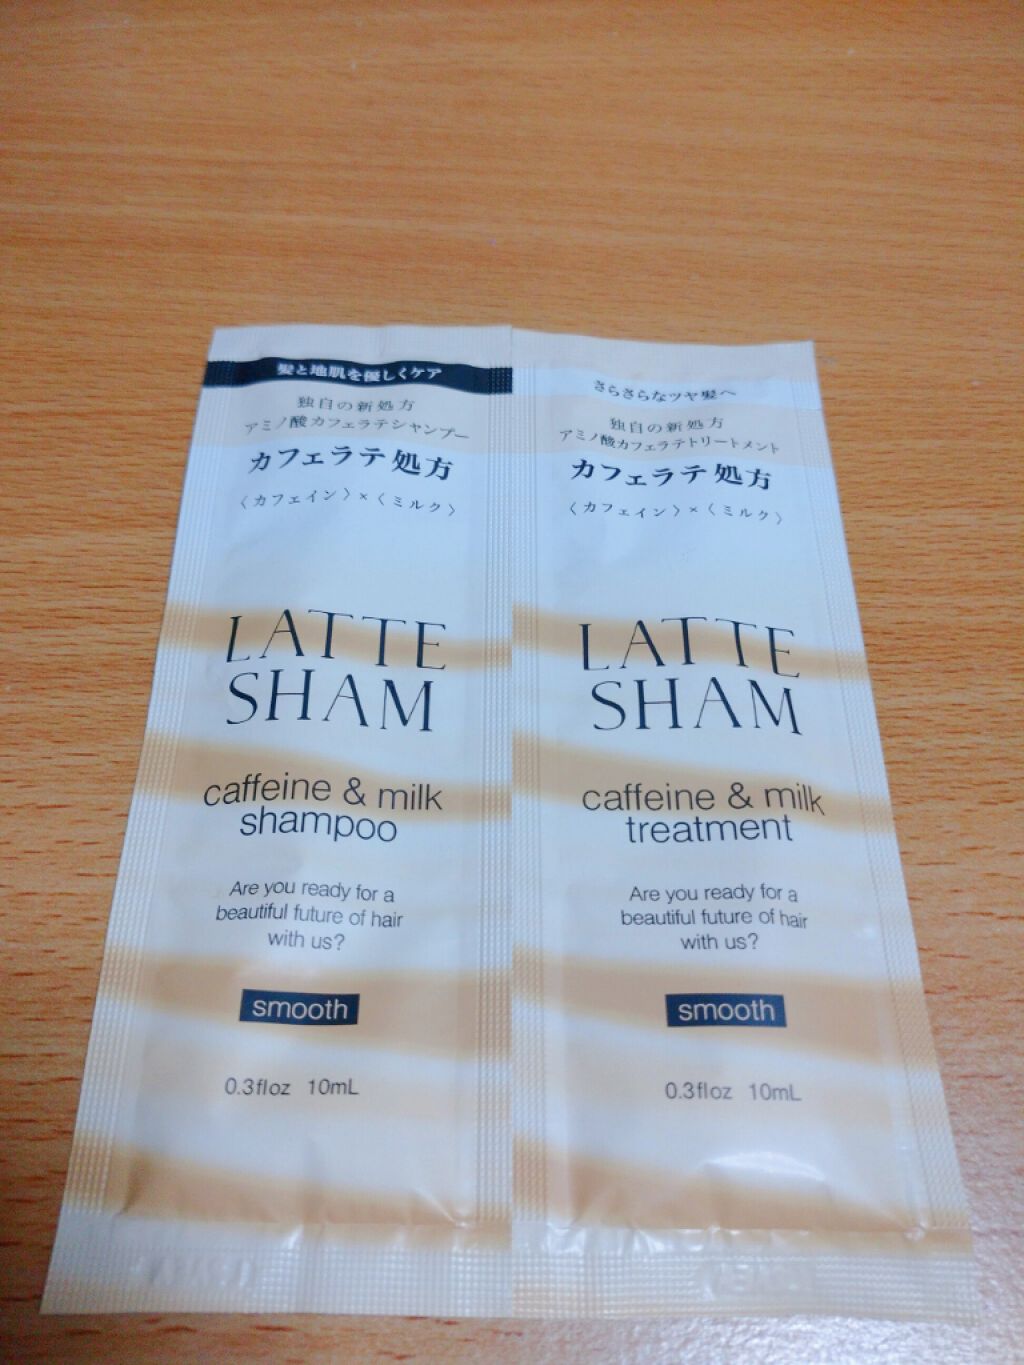 髪と地肌を優しくケア
独自の新処方
アミノ酸カフェラテシャンプー
カフェラテ処方
〈カフェイン〉×〈ミルク〉
LATTE
SHAM
caffeine & milk
shampoo
Are you ready for a
beautiful future of hair
with us?
smooth
0.3floz 10mL
さらさらなツヤ髪へ
独自の新処方
アミノ酸カフェラテトリートメント
カフェラテ処方
〈カフェイン〉×〈ミルク〉
LATTE
SHAM
caffeine & milk
treatment
Are you ready for a
beautiful future of hair
with us?
smooth
0.3floz 10mL